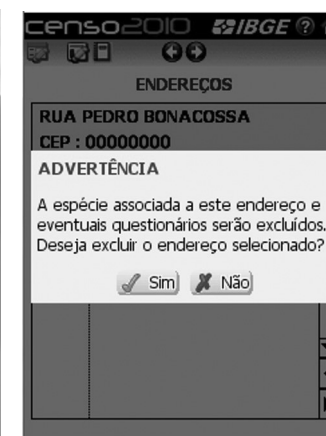 censo2010 IBGE ?
ENDEREÇOS
RUA PEDRO BONACOSSA
CEP : 00000000
ADVERTÊNCIA
A espécie associada a este endereço e
eventuais questionários serão excluídos.
Deseja excluir o endereço selecionado?
Sim Não